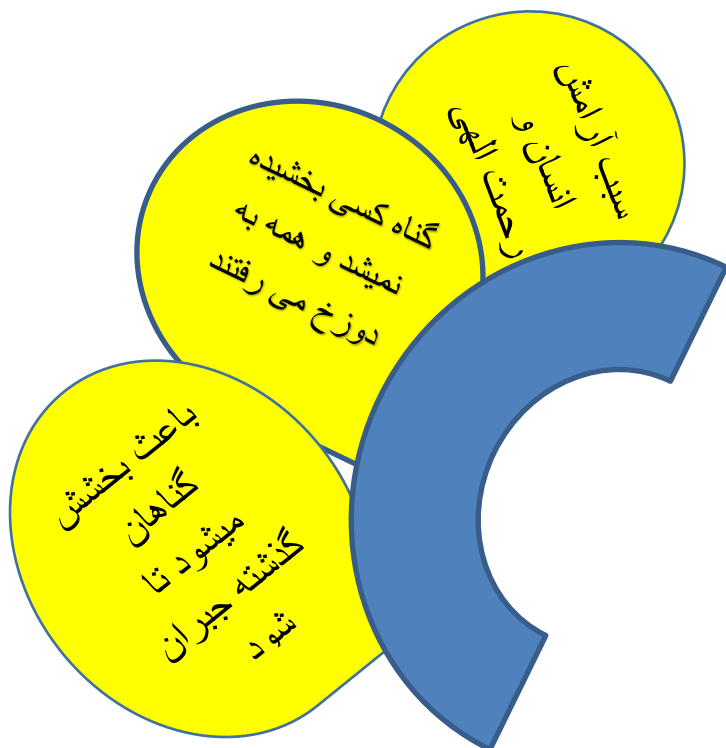 سبب آرامش
انسان و
رحمت الهی
گناه کسی بخشیده
نمیشد و همه به
دوزخ می رفتند
باعث بخشش
گناهان
میشود تا
گذشته جبران
شود